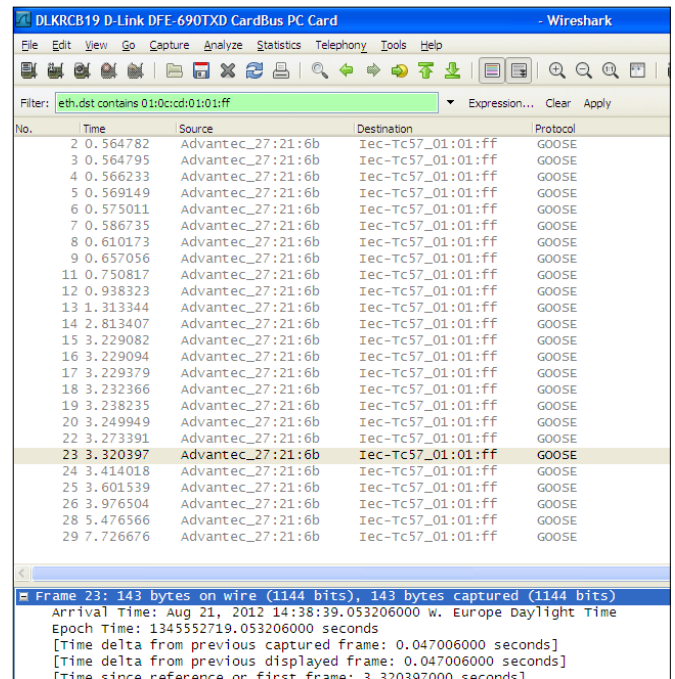 DLKRCB19 D-Link DFE-690TXD CardBus PC Card - Wireshark
File Edit View Go Capture Analyze Statistics Telephony Tools Help
Filter: eth.dst contains 01:0c:cd:01:01:ff Expression... Clear Apply
No. Time Source Destination Protocol
2 0.564782 Advantec_27:21:6b Iec-Tc57_01:01:ff GOOSE
3 0.564795 Advantec_27:21:6b Iec-Tc57_01:01:ff GOOSE
4 0.566233 Advantec_27:21:6b Iec-Tc57_01:01:ff GOOSE
5 0.569149 Advantec_27:21:6b Iec-Tc57_01:01:ff GOOSE
6 0.575011 Advantec_27:21:6b Iec-Tc57_01:01:ff GOOSE
7 0.586735 Advantec_27:21:6b Iec-Tc57_01:01:ff GOOSE
8 0.610173 Advantec_27:21:6b Iec-Tc57_01:01:ff GOOSE
9 0.657056 Advantec_27:21:6b Iec-Tc57_01:01:ff GOOSE
11 0.750817 Advantec_27:21:6b Iec-Tc57_01:01:ff GOOSE
12 0.938323 Advantec_27:21:6b Iec-Tc57_01:01:ff GOOSE
13 1.313344 Advantec_27:21:6b Iec-Tc57_01:01:ff GOOSE
14 2.813407 Advantec_27:21:6b Iec-Tc57_01:01:ff GOOSE
15 3.229082 Advantec_27:21:6b Iec-Tc57_01:01:ff GOOSE
16 3.229094 Advantec_27:21:6b Iec-Tc57_01:01:ff GOOSE
17 3.229379 Advantec_27:21:6b Iec-Tc57_01:01:ff GOOSE
18 3.232366 Advantec_27:21:6b Iec-Tc57_01:01:ff GOOSE
19 3.238235 Advantec_27:21:6b Iec-Tc57_01:01:ff GOOSE
20 3.249949 Advantec_27:21:6b Iec-Tc57_01:01:ff GOOSE
22 3.273391 Advantec_27:21:6b Iec-Tc57_01:01:ff GOOSE
23 3.320397 Advantec_27:21:6b Iec-Tc57_01:01:ff GOOSE
24 3.414018 Advantec_27:21:6b Iec-Tc57_01:01:ff GOOSE
25 3.601539 Advantec_27:21:6b Iec-Tc57_01:01:ff GOOSE
26 3.976504 Advantec_27:21:6b Iec-Tc57_01:01:ff GOOSE
28 5.476566 Advantec_27:21:6b Iec-Tc57_01:01:ff GOOSE
29 7.726676 Advantec_27:21:6b Iec-Tc57_01:01:ff GOOSE
Frame 23: 143 bytes on wire (1144 bits), 143 bytes captured (1144 bits)
Arrival Time: Aug 21, 2012 14:38:39.053206000 W. Europe Daylight Time
Epoch Time: 1345552719.053206000 seconds
[Time delta from previous captured frame: 0.047006000 seconds]
[Time delta from previous displayed frame: 0.047006000 seconds]
[Time since reference or first frame: 3.320397000 seconds]